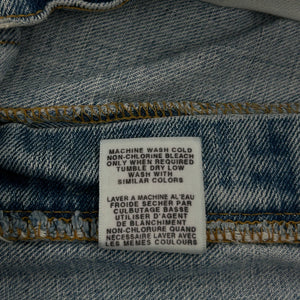 MACHINE WASH COLD
NON-CHLORINE BLEACH
ONLY WHEN REQUIRED
TUMBLE DRY LOW
WASH WITH
SIMILAR COLORS
LAVER A MACHINE AL'EAU
FROIDE SECHER PAR
CULBUTAGE BASSE
UTILISER D'AGENT
DE BLANCHIMENT
NON-CHLORURE QUAND
NECESSAIRE LAVER AVEC
LES MEMES COULOURS